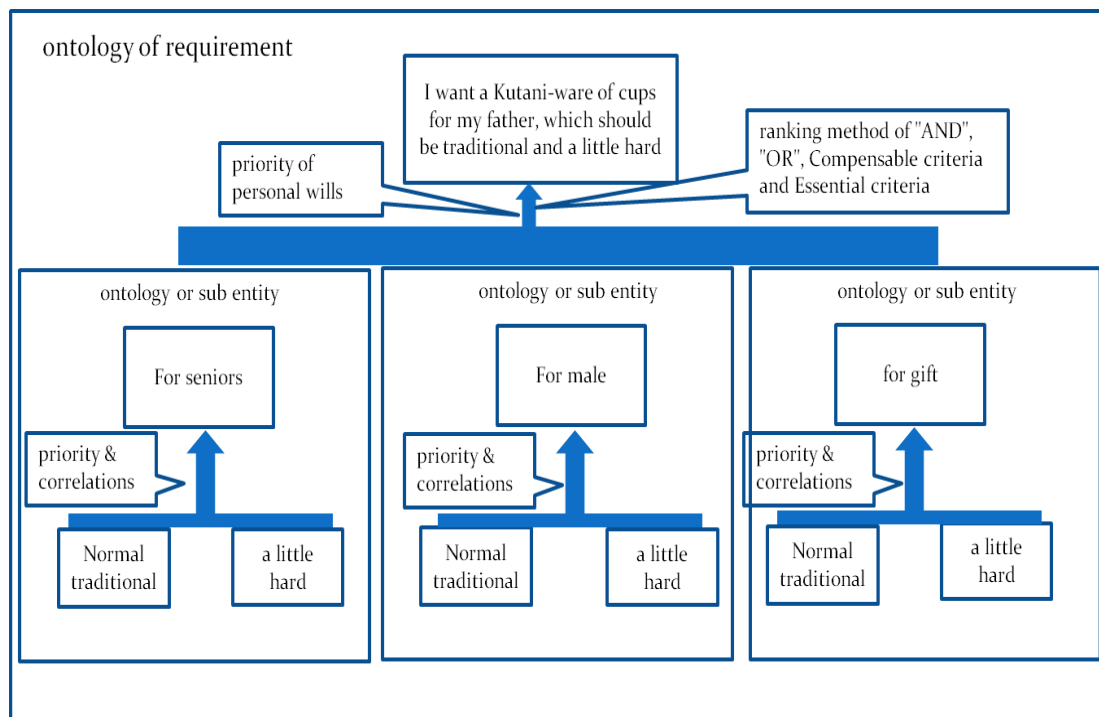 ontology of requirement
I want a Kutani-ware of cups
for my father, which should
be traditional and a little hard
priority of
personal wills
ranking method of "AND",
"OR", Compensable criteria
and Essential criteria
ontology or sub entity
For seniors
priority &
correlations
Normal
traditional
a little
hard
ontology or sub entity
For male
priority &
correlations
Normal
traditional
a little
hard
ontology or sub entity
for gift
priority &
correlations
Normal
traditional
a little
hard